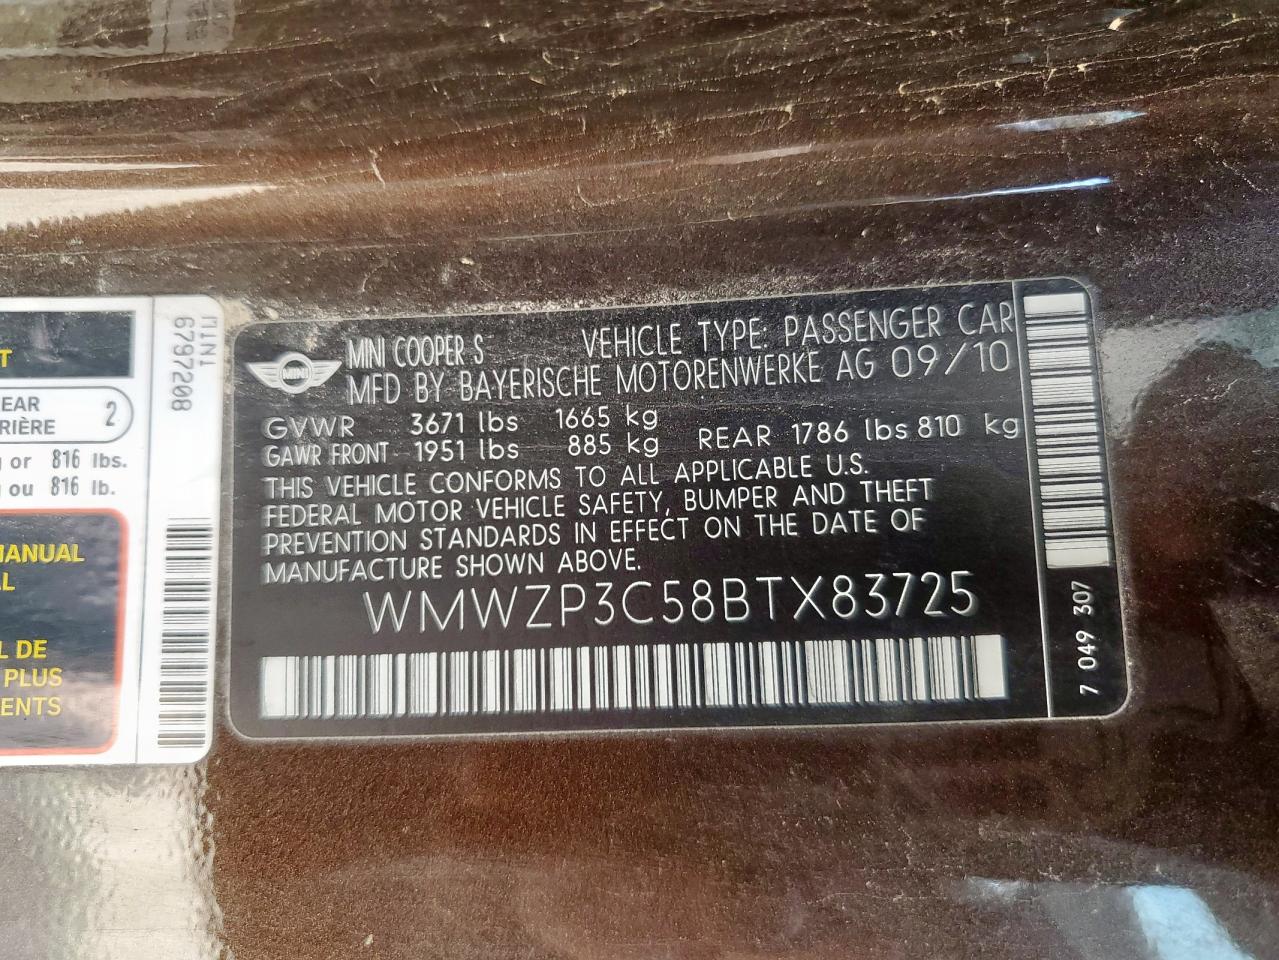 T
EAR
RIÈRE
2
g or 816 lbs.
g ou 816 lb.
MANUAL
L DE
PLUS
ENTS
MINI
6797208
MINI
MINI COOPER S
VEHICLE TYPE: PASSENGER CAR
MFD BY BAYERISCHE MOTORENWERKE AG 09/10
GVWR 3671 lbs 1665 kg
GAWR FRONT 1951 lbs 885 kg REAR 1786 lbs 810 kg
THIS VEHICLE CONFORMS TO ALL APPLICABLE U.S.
FEDERAL MOTOR VEHICLE SAFETY, BUMPER AND THEFT
PREVENTION STANDARDS IN EFFECT ON THE DATE OF
MANUFACTURE SHOWN ABOVE.
WMWZP3C58BTX83725
7 049 307